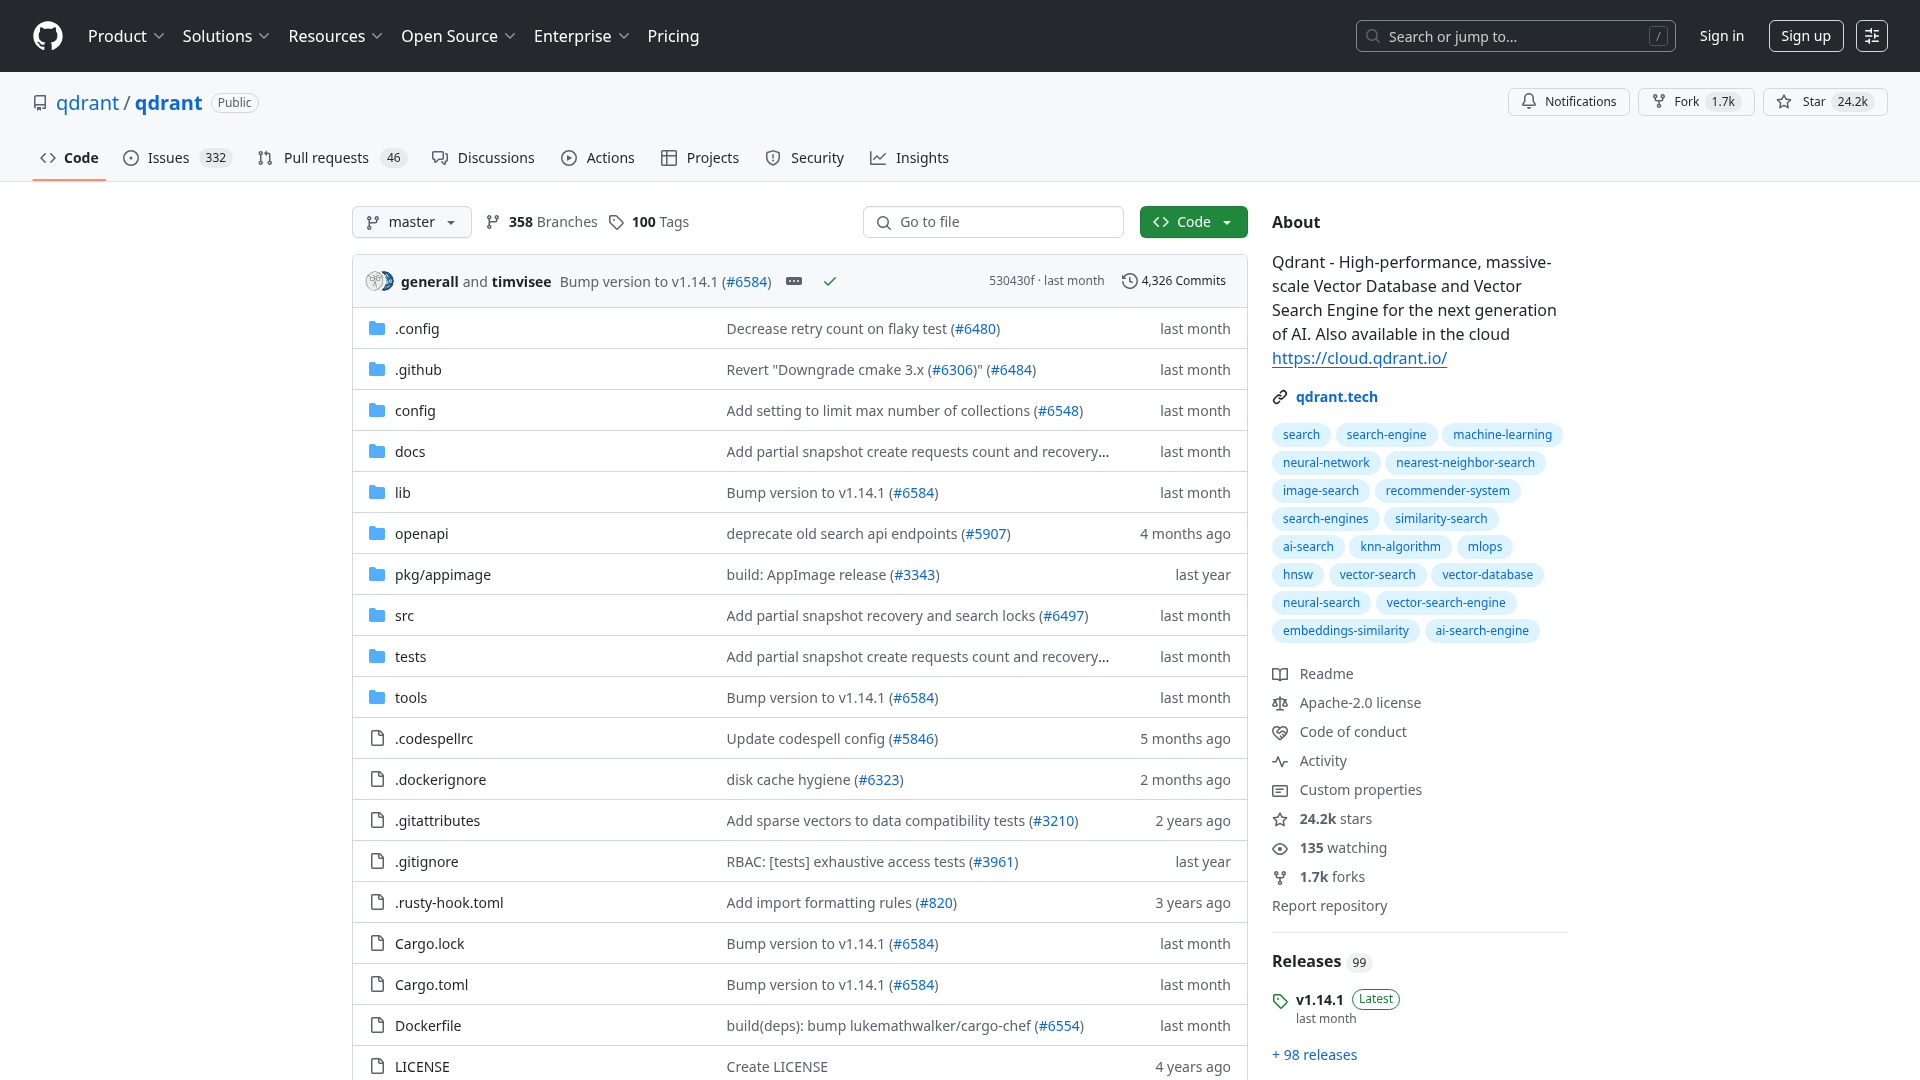 Product Solutions Resources Open Source Enterprise Pricing Search or jump to... / Sign in Sign up
qdrant / qdrant Public Notifications Fork 1.7k Star 24.2k
Code Issues 332 Pull requests 46 Discussions Actions Projects Security Insights
master 358 Branches 100 Tags Go to file Code
generall and timvisee Bump version to v1.14.1 (#6584) 530430f · last month 4,326 Commits
.config Decrease retry count on flaky test (#6480) last month
.github Revert "Downgrade cmake 3.x (#6306)" (#6484) last month
config Add setting to limit max number of collections (#6548) last month
docs Add partial snapshot create requests count and recovery... last month
lib Bump version to v1.14.1 (#6584) last month
openapi deprecate old search api endpoints (#5907) 4 months ago
pkg/appimage build: AppImage release (#3343) last year
src Add partial snapshot recovery and search locks (#6497) last month
tests Add partial snapshot create requests count and recovery... last month
tools Bump version to v1.14.1 (#6584) last month
.codespellrc Update codespell config (#5846) 5 months ago
.dockerignore disk cache hygiene (#6323) 2 months ago
.gitattributes Add sparse vectors to data compatibility tests (#3210) 2 years ago
.gitignore RBAC: [tests] exhaustive access tests (#3961) last year
.rusty-hook.toml Add import formatting rules (#820) 3 years ago
Cargo.lock Bump version to v1.14.1 (#6584) last month
Cargo.toml Bump version to v1.14.1 (#6584) last month
Dockerfile build(deps): bump lukemathwalker/cargo-chef (#6554) last month
LICENSE Create LICENSE 4 years ago
About
Qdrant - High-performance, massive-
scale Vector Database and Vector
Search Engine for the next generation
of AI. Also available in the cloud
https://cloud.qdrant.io/
qdrant.tech
search search-engine machine-learning
neural-network nearest-neighbor-search
image-search recommender-system
search-engines similarity-search
ai-search knn-algorithm mlops
hnsw vector-search vector-database
neural-search vector-search-engine
embeddings-similarity ai-search-engine
Readme
Apache-2.0 license
Code of conduct
Activity
Custom properties
24.2k stars
135 watching
1.7k forks
Report repository
Releases 99
v1.14.1 Latest
last month
+ 98 releases